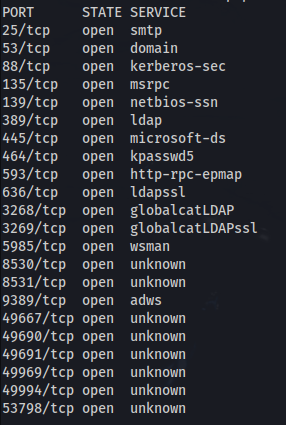 PORT STATE SERVICE
25/tcp open smtp
53/tcp open domain
88/tcp open kerberos-sec
135/tcp open msrpc
139/tcp open netbios-ssn
389/tcp open ldap
445/tcp open microsoft-ds
464/tcp open kpasswd5
593/tcp open http-rpc-epmap
636/tcp open ldapssl
3268/tcp open globalcatLDAP
3269/tcp open globalcatLDAPssl
5985/tcp open wsman
8530/tcp open unknown
8531/tcp open unknown
9389/tcp open adws
49667/tcp open unknown
49690/tcp open unknown
49691/tcp open unknown
49969/tcp open unknown
49994/tcp open unknown
53798/tcp open unknown